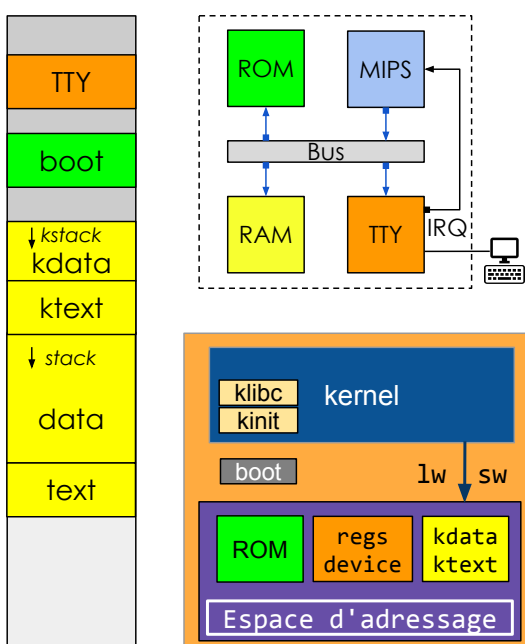 TTY
boot
kstack
kdata
ktext
stack
data
text
ROM
MIPS
Bus
RAM
TTY
IRQ
klibc
kernel
kinit
boot
lw
sw
ROM
regs
device
kdata
ktext
Espace d'adressage